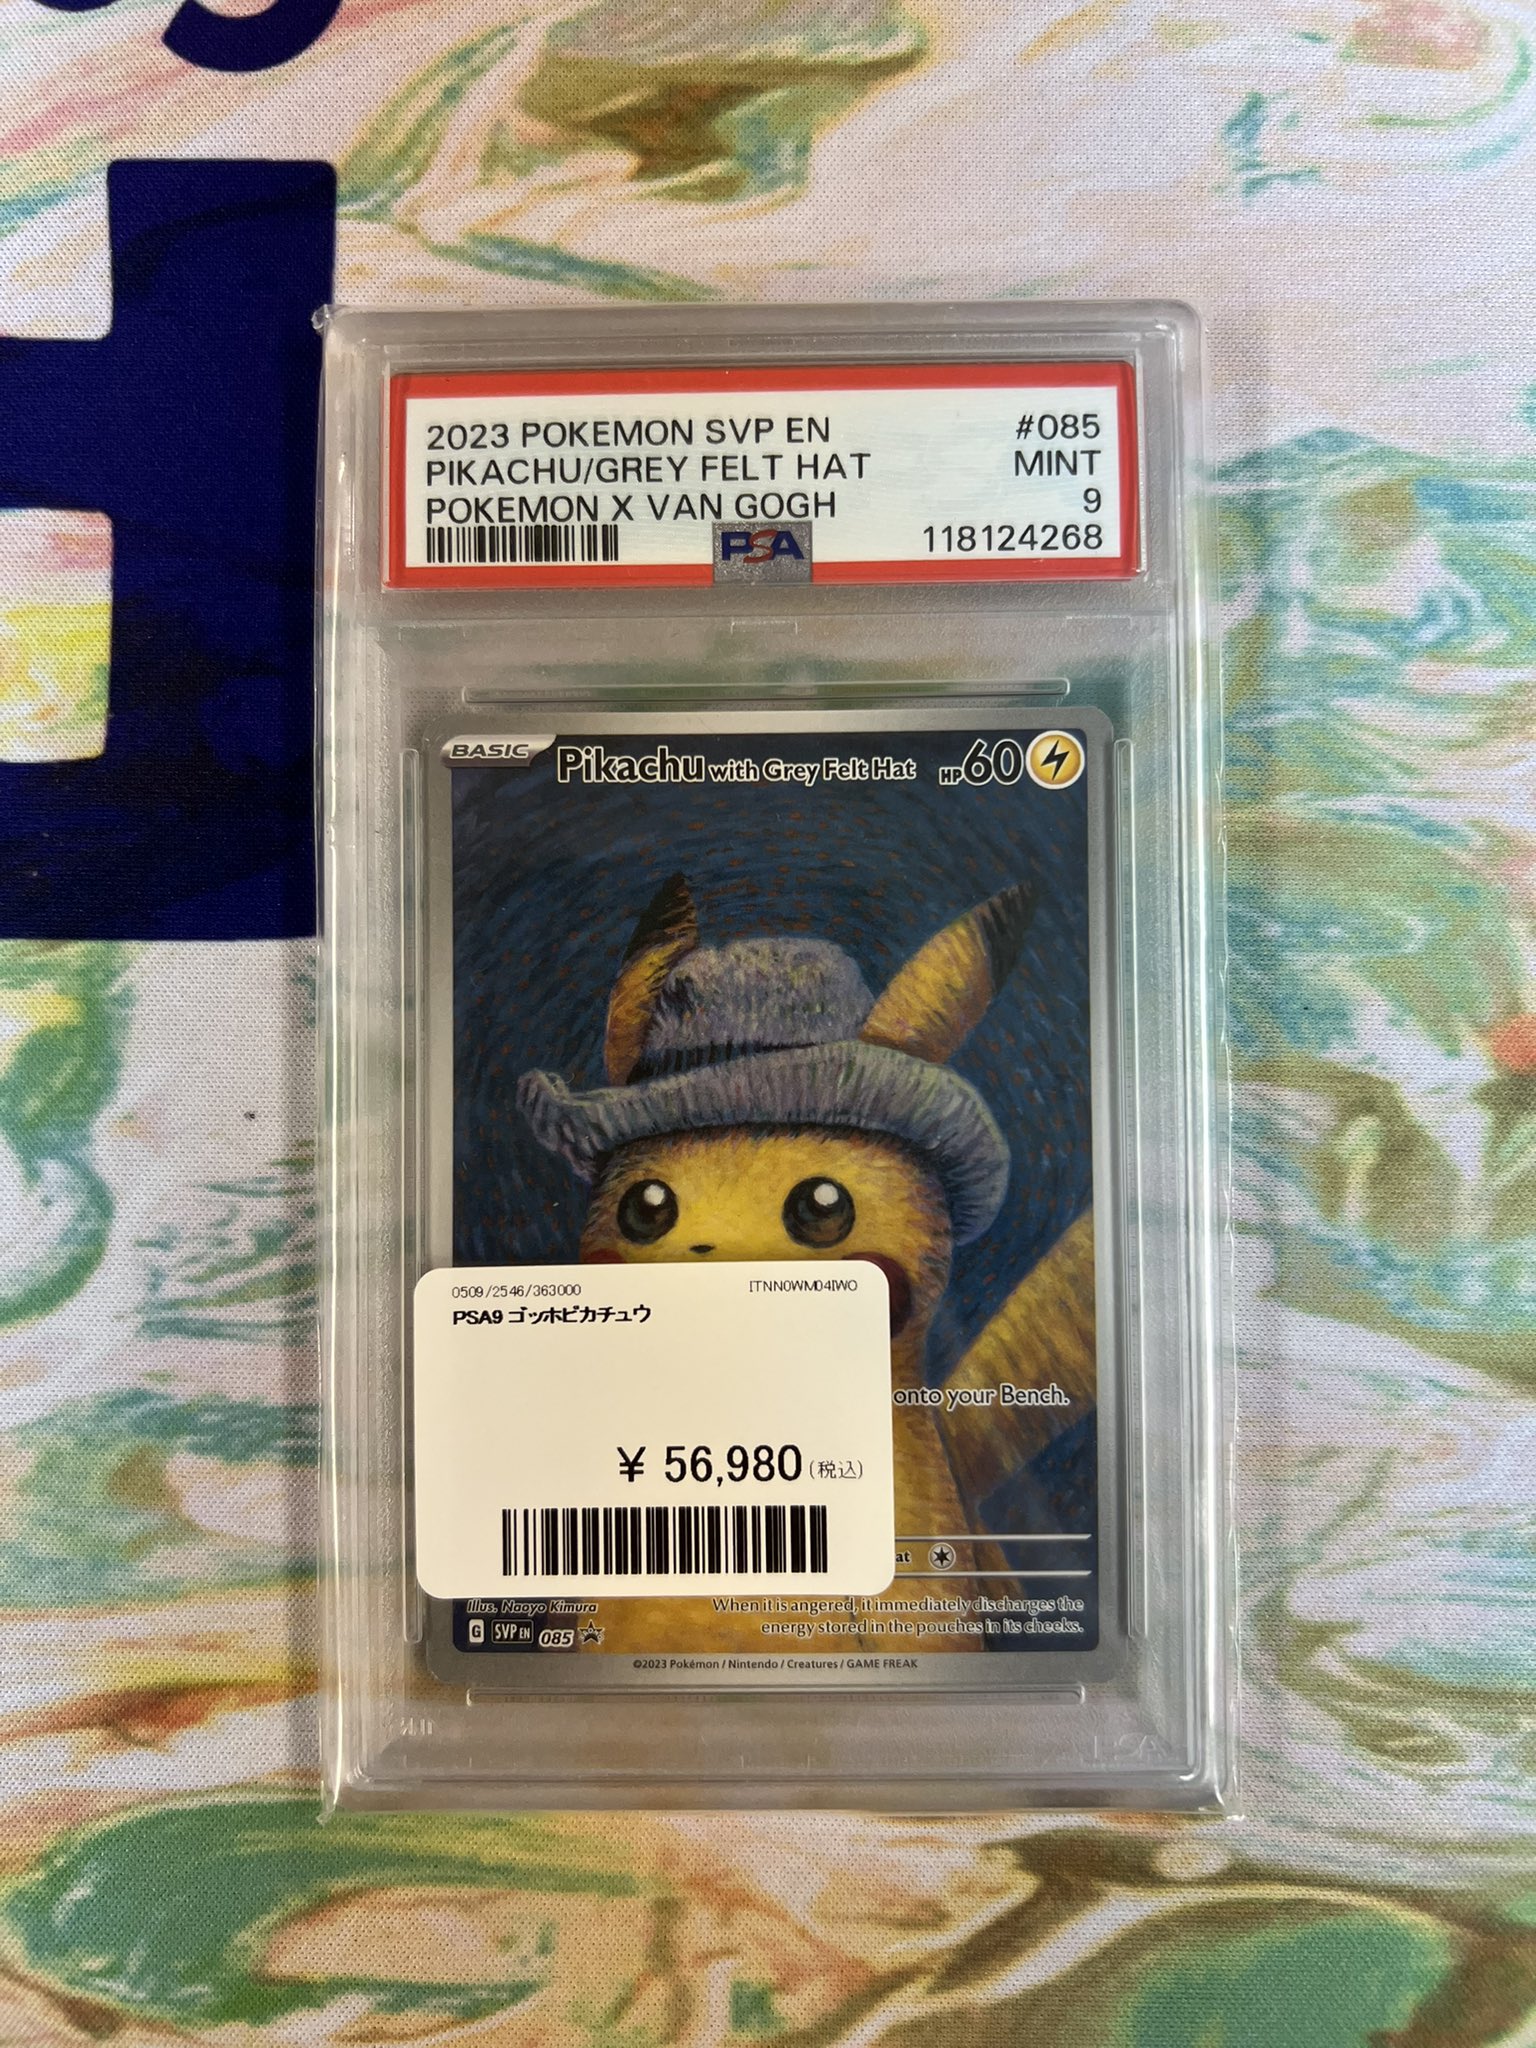 2023 POKEMON SVP EN #085
PIKACHU/GREY FELT HAT MINT
POKEMON X VAN GOGH 9
PSA 118124268
BASIC Pikachu with Grey Felt Hat HP60
0509/2546/363000 ITNN0WM04IWO
PSA9 ゴッホピカチュウ
onto your Bench.
¥ 56,980(税込)
at
Illus. Naoyo Kimura
When it is angered, it immediately discharges the
energy stored in the pouches in its cheeks.
G SVP EN 085
©2023 Pokémon / Nintendo / Creatures / GAME FREAK